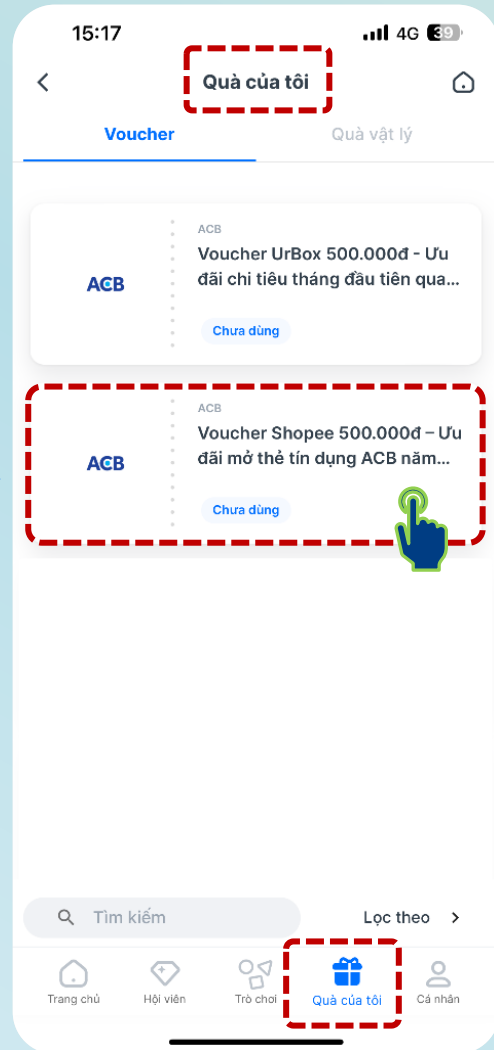 15:17
4G 39
Quà của tôi
Voucher
Quà vật lý
ACB
ACB
Voucher UrBox 500.000đ - Ưu
đãi chi tiêu tháng đầu tiên qua...
Chưa dùng
ACB
ACB
Voucher Shopee 500.000đ – Ưu
đãi mở thẻ tín dụng ACB năm...
Chưa dùng
Tìm kiếm
Lọc theo
Trang chủ
Hội viên
Trò chơi
Quà của tôi
Cá nhân